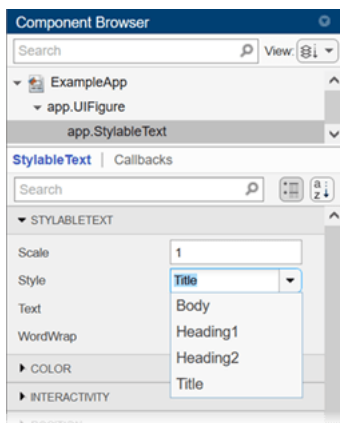 Component Browser
Search View:
ExampleApp
app.UIFigure
app.StylableText
StylableText | Callbacks
Search a z
STYLABLETEXT
Scale 1
Style Title
Text Body
Heading1
WordWrap
Heading2
COLOR
Title
INTERACTIVITY